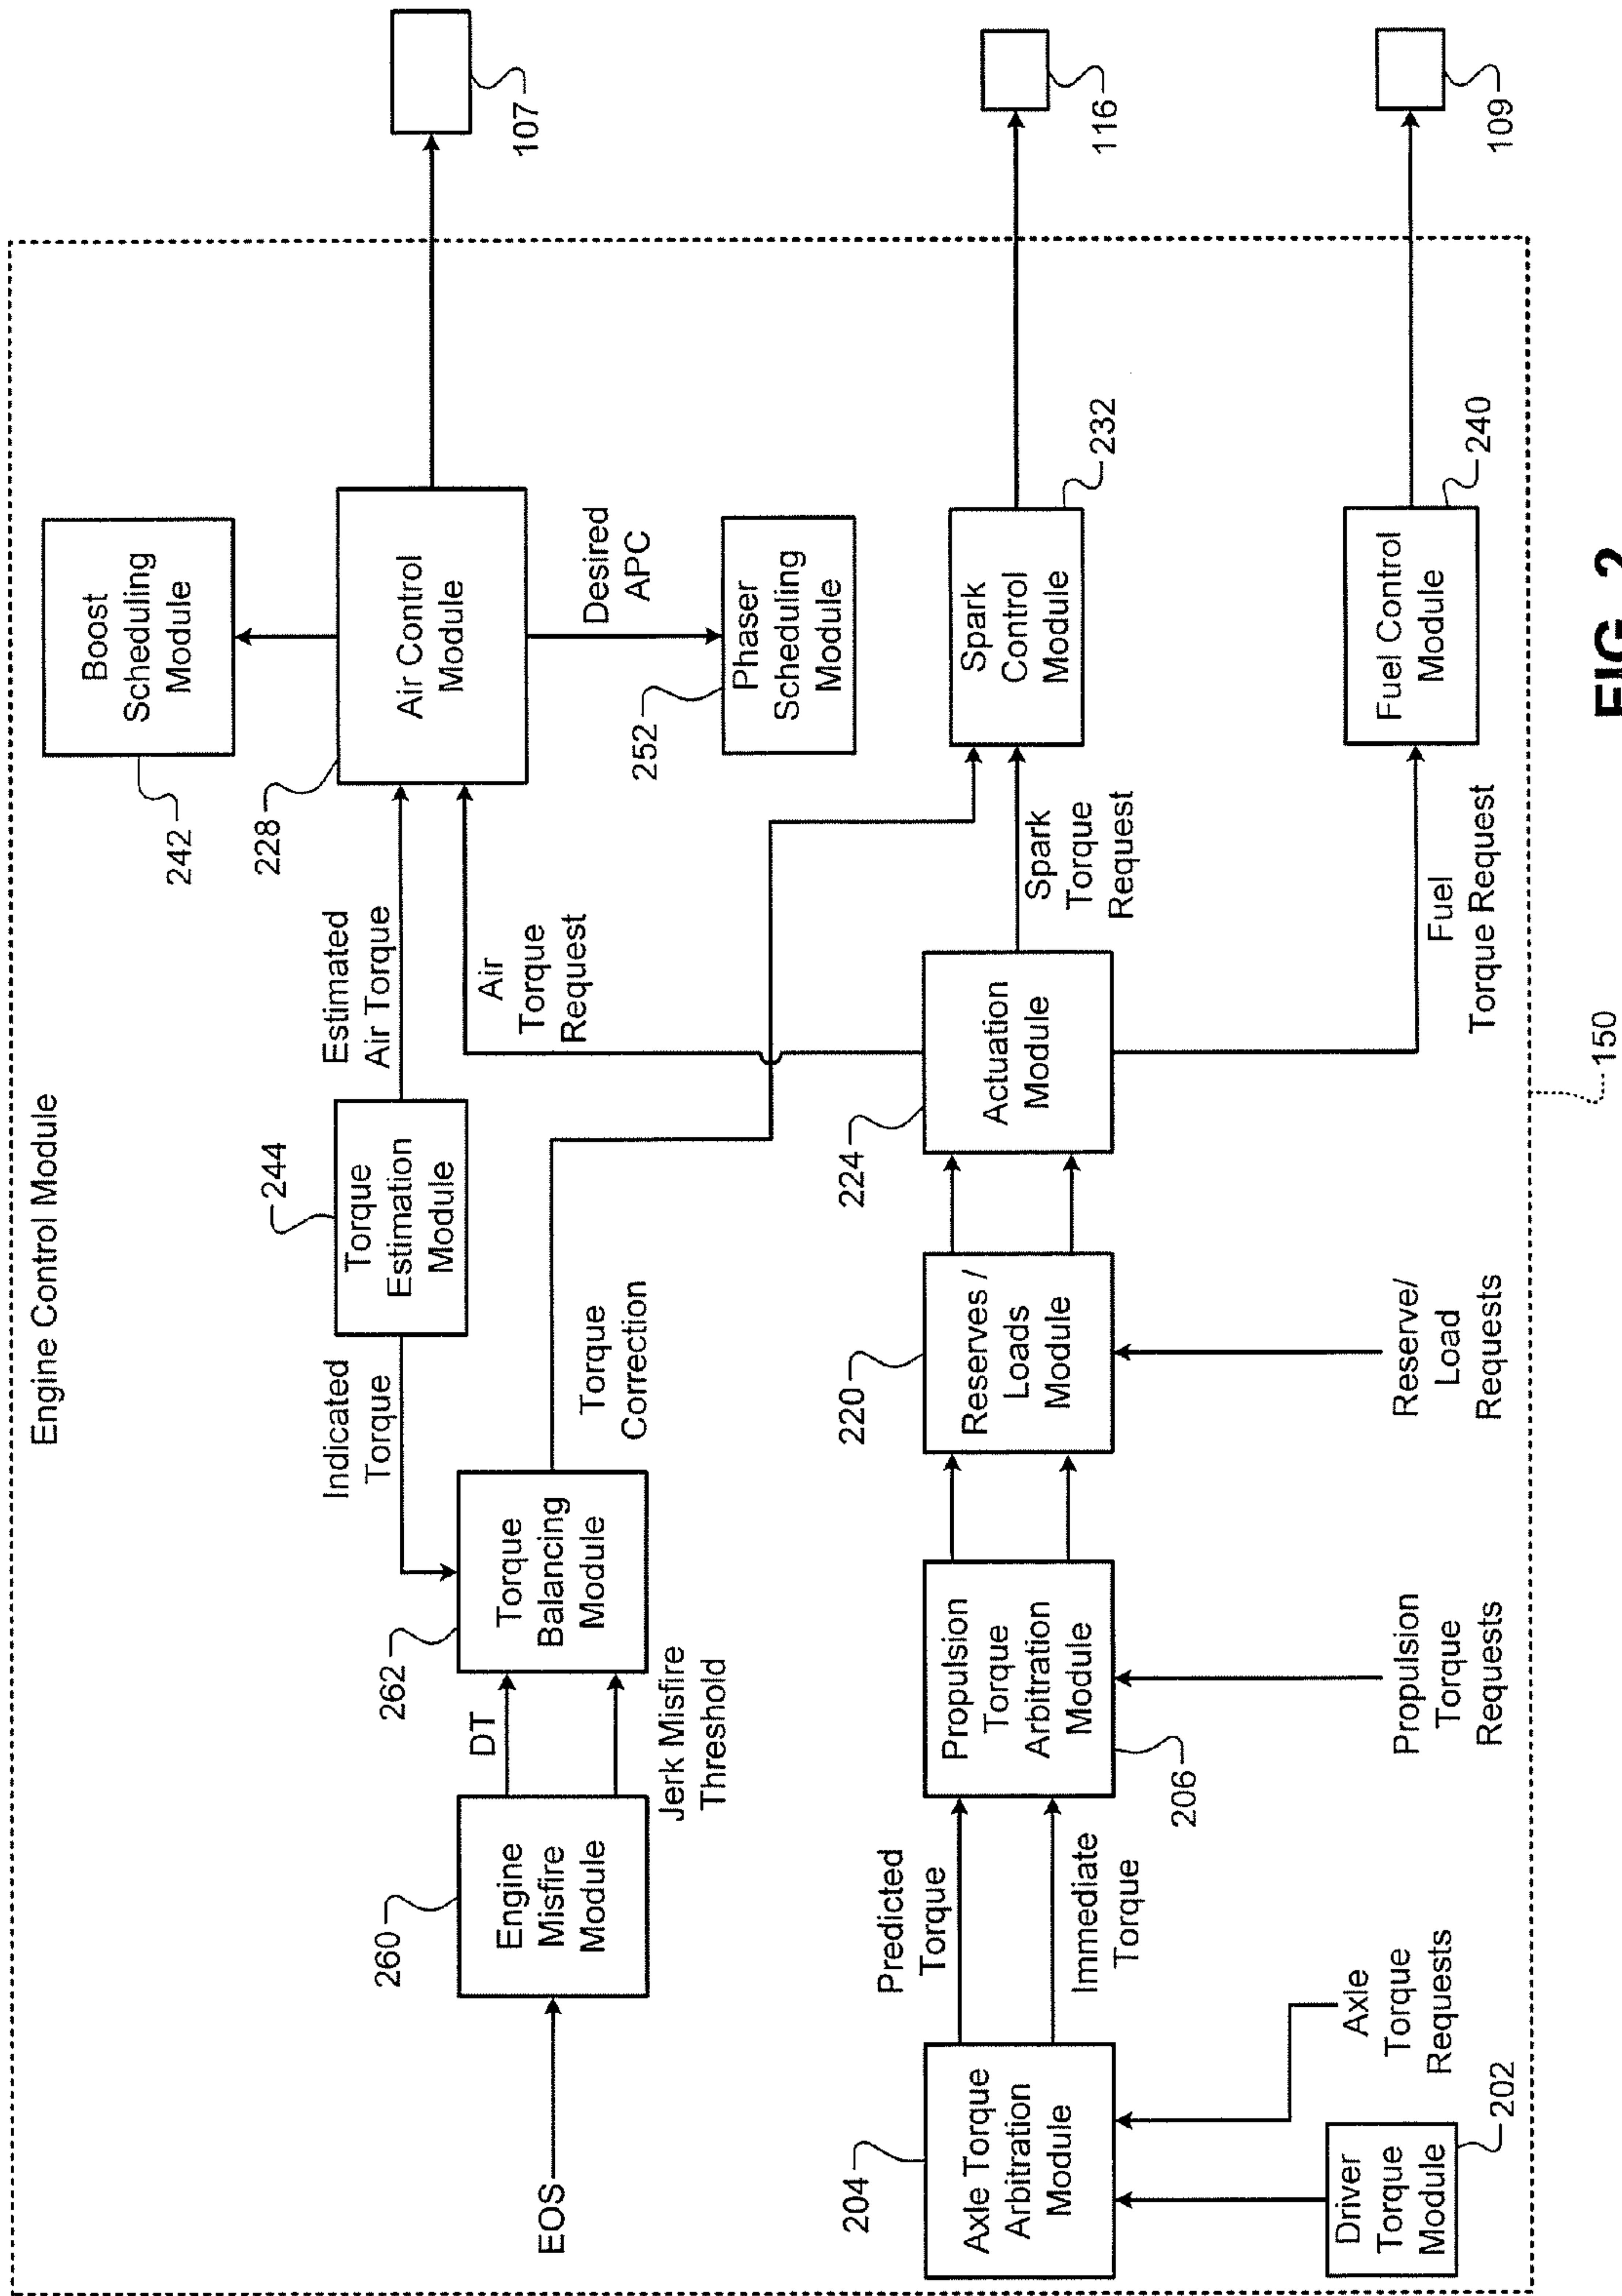 Engine Control Module
EOS
260
Engine
Misfire
Module
DT
Jerk Misfire
Threshold
262
Torque
Balancing
Module
Indicated
Torque
244
Torque
Estimation
Module
Torque
Correction
Estimated
Air Torque
Air
Torque
Request
242
Boost
Scheduling
Module
228
Air Control
Module
Desired
APC
252
Phaser
Scheduling
Module
107
204
Axle Torque
Arbitration
Module
Driver
Torque
Module
202
Axle
Torque
Requests
Predicted
Torque
Immediate
Torque
Propulsion
Torque
Arbitration
Module
206
Propulsion
Torque
Requests
220
Reserves /
Loads
Module
Reserve/
Load
Requests
224
Actuation
Module
Spark
Torque
Request
Spark
Control
Module
232
116
Fuel
Torque Request
Fuel Control
Module
240
109
150
FIG. 2